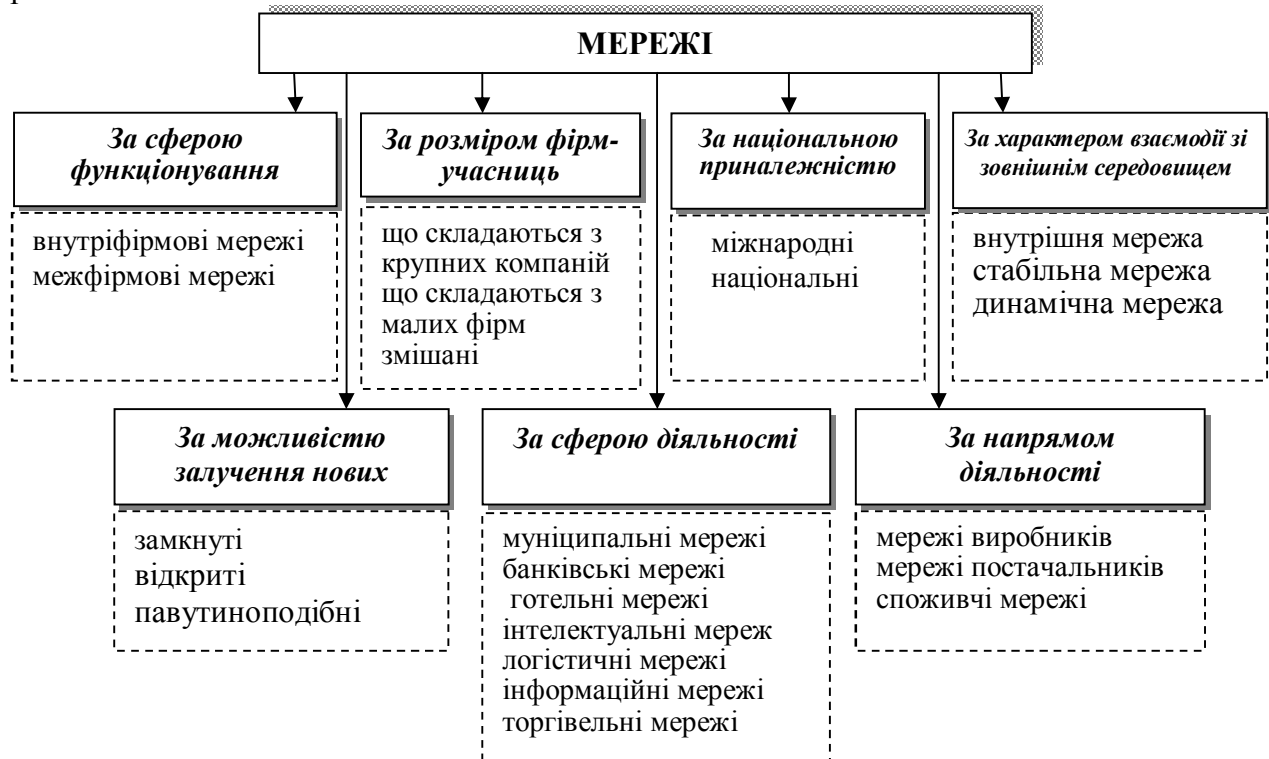 МЕРЕЖІ
За сферою
функціонування
внутріфірмові мережі
межфірмові мережі
За розміром фірм-
учасниць
що складаються з
крупних компаній
що складаються з
малих фірм
змішані
За національною
приналежністю
міжнародні
національні
За характером взаємодії зі
зовнішнім середовищем
внутрішня мережа
стабільна мережа
динамічна мережа
За можливістю
залучення нових
замкнуті
відкриті
павутиноподібні
За сферою діяльності
муніципальні мережі
банківські мережі
готельні мережі
інтелектуальні мереж
логістичні мережі
інформаційні мережі
торгівельні мережі
За напрямом
діяльності
мережі виробників
мережі постачальників
споживчі мережі